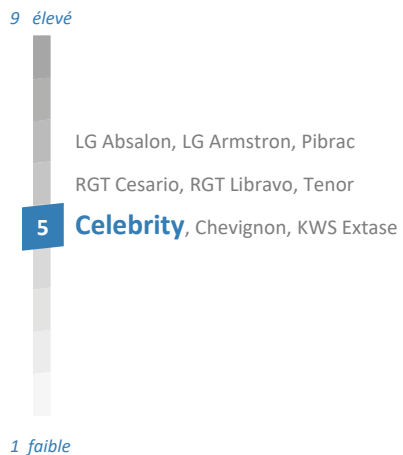 9 élevé
LG Absalon, LG Armstron, Pibrac
RGT Cesario, RGT Libravo, Tenor
5 Celebrity, Chevignon, KWS Extase
1 faible